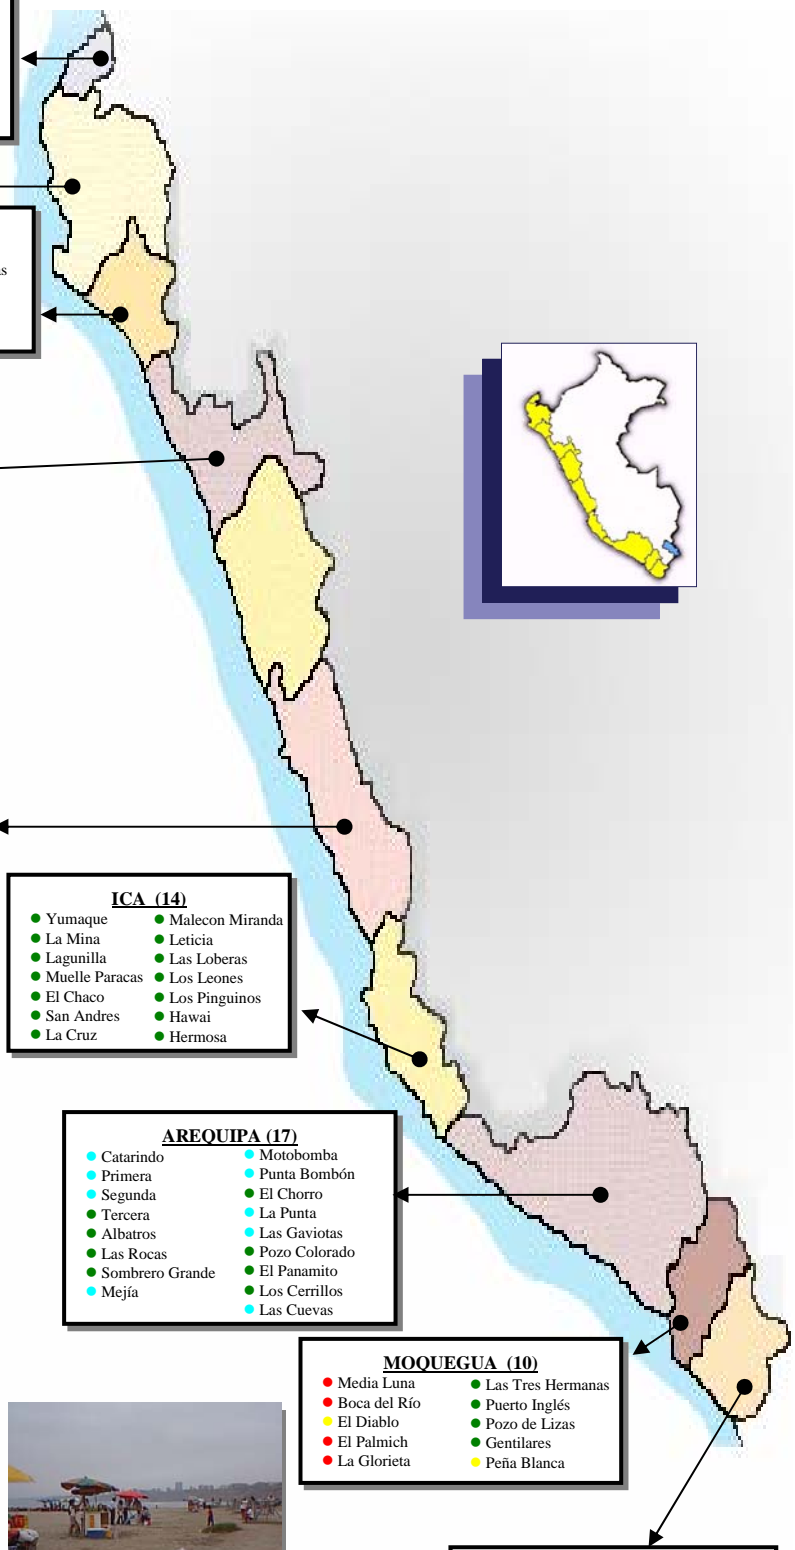 ICA (14)
Yumaque
La Mina
Lagunilla
Muelle Paracas
El Chaco
San Andres
La Cruz
Malecon Miranda
Leticia
Las Loberas
Los Leones
Los Pinguinos
Hawai
Hermosa
AREQUIPA (17)
Catarindo
Primera
Segunda
Tercera
Albatros
Las Rocas
Sombrero Grande
Mejía
Motobomba
Punta Bombón
El Chorro
La Punta
Las Gaviotas
Pozo Colorado
El Panamito
Los Cerrillos
Las Cuevas
MOQUEGUA (10)
Media Luna
Boca del Río
El Diablo
El Palmich
La Glorieta
Las Tres Hermanas
Puerto Inglés
Pozo de Lizas
Gentilares
Peña Blanca